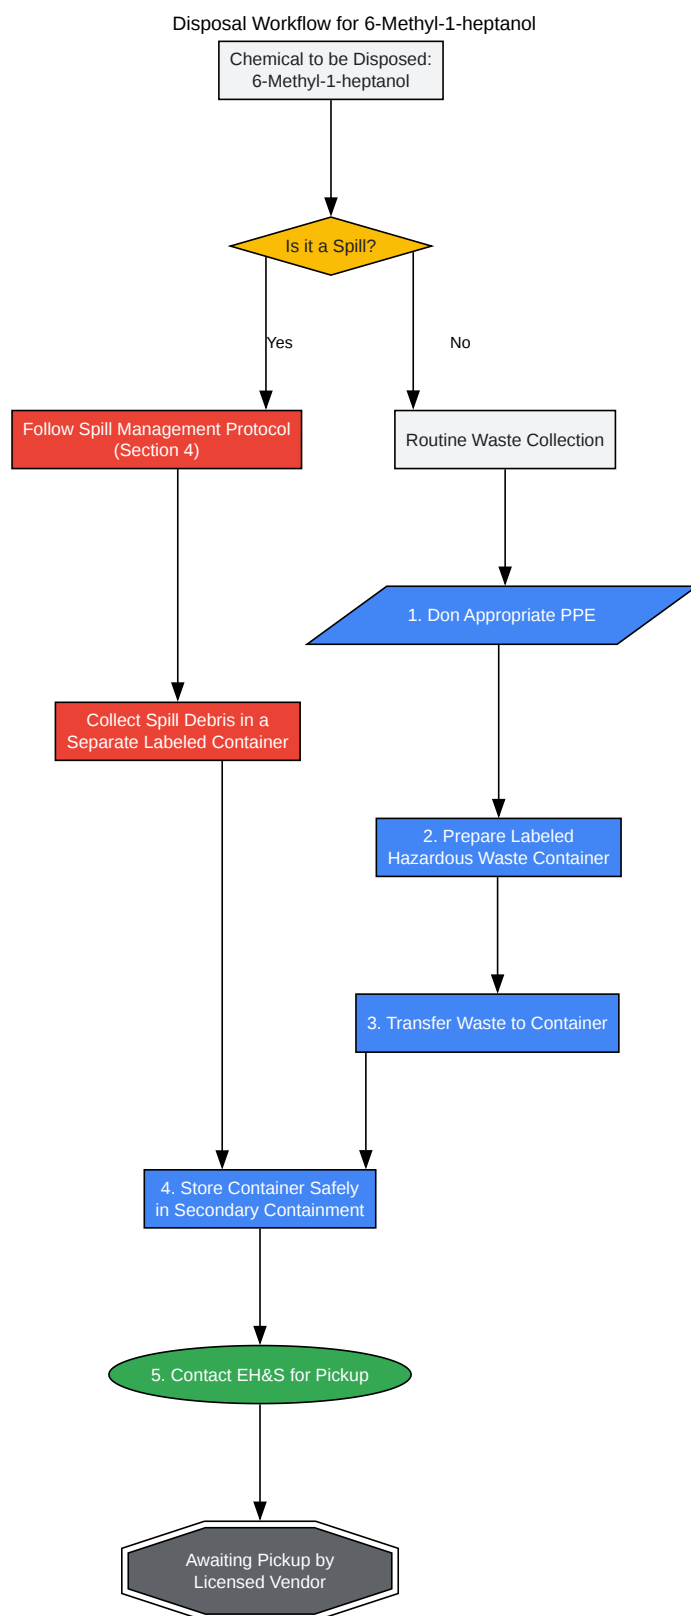 Disposal Workflow for 6-Methyl-1-heptanol
Chemical to be Disposed:
6-Methyl-1-heptanol
Is it a Spill?
Yes
No
Follow Spill Management Protocol
(Section 4)
Routine Waste Collection
1. Don Appropriate PPE
Collect Spill Debris in a
Separate Labeled Container
2. Prepare Labeled
Hazardous Waste Container
3. Transfer Waste to Container
4. Store Container Safely
in Secondary Containment
5. Contact EH&S for Pickup
Awaiting Pickup by
Licensed Vendor